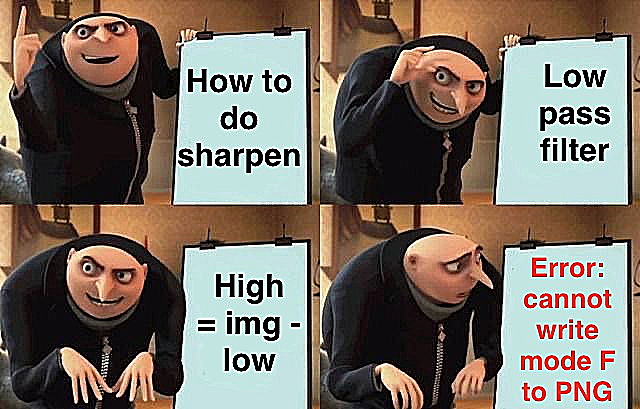 How to
do
sharpen
Low
pass
filter
High
= img -
low
Error:
cannot
write
mode F
to PNG